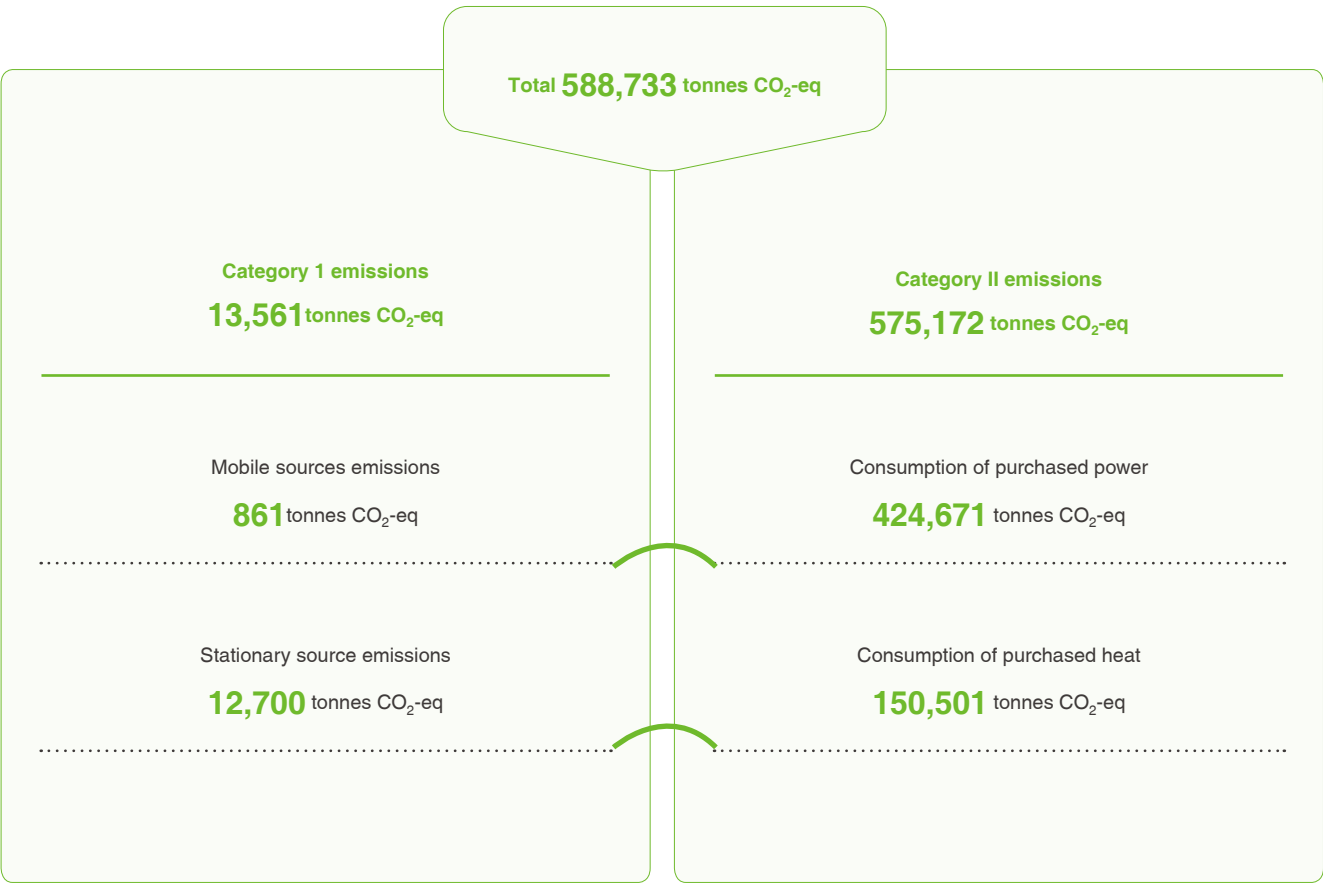 Total 588,733 tonnes CO₂-eq
Category 1 emissions
13,561 tonnes CO₂-eq
Mobile sources emissions
861 tonnes CO₂-eq
Stationary source emissions
12,700 tonnes CO₂-eq
Category II emissions
575,172 tonnes CO₂-eq
Consumption of purchased power
424,671 tonnes CO₂-eq
Consumption of purchased heat
150,501 tonnes CO₂-eq